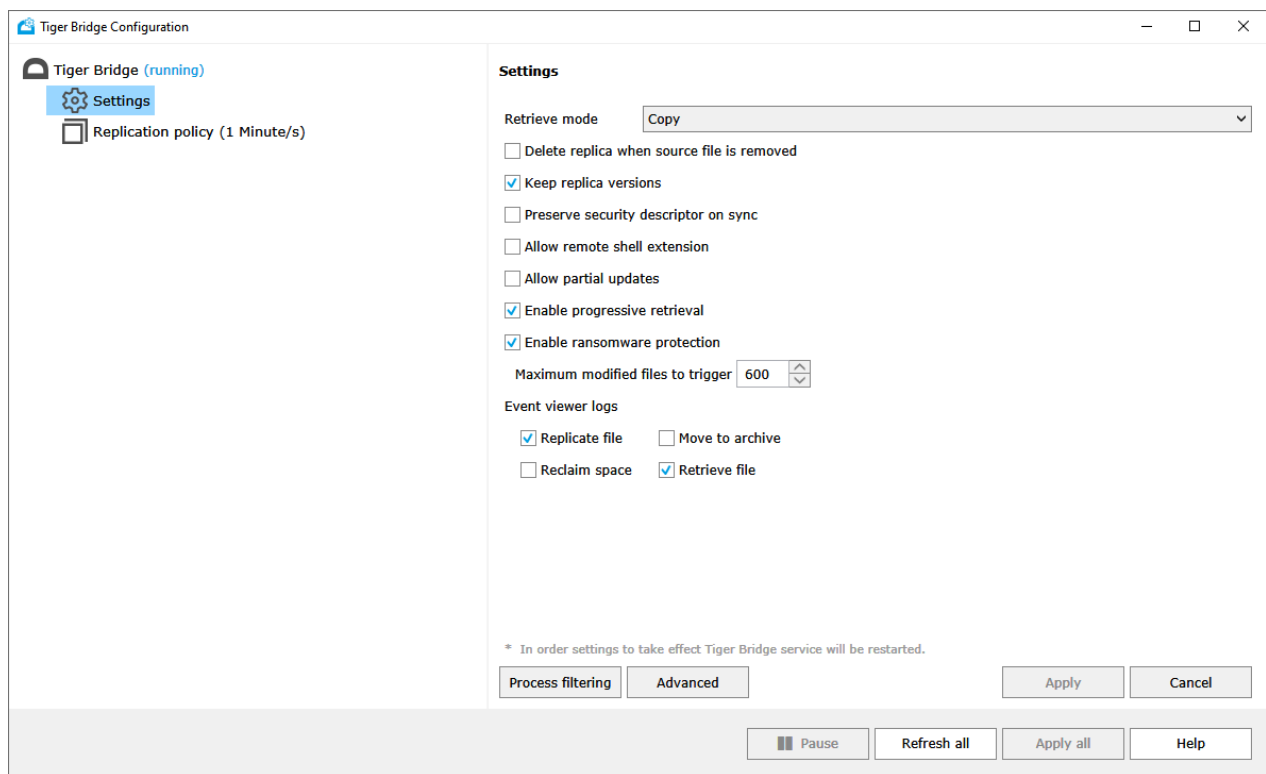 Tiger Bridge Configuration
Tiger Bridge (running)
Settings
Replication policy (1 Minute/s)
Settings
Retrieve mode Copy
Delete replica when source file is removed
Keep replica versions
Preserve security descriptor on sync
Allow remote shell extension
Allow partial updates
Enable progressive retrieval
Enable ransomware protection
Maximum modified files to trigger 600
Event viewer logs
Replicate file Move to archive
Reclaim space Retrieve file
* In order settings to take effect Tiger Bridge service will be restarted.
Process filtering Advanced Apply Cancel
Pause Refresh all Apply all Help